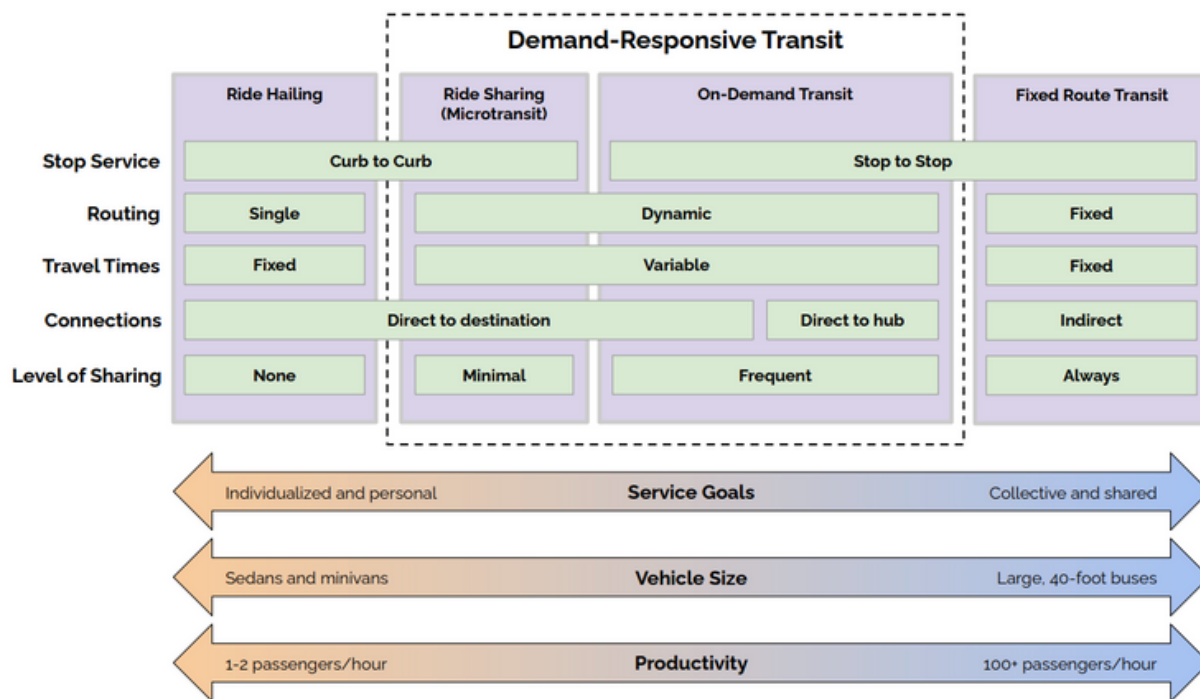 Demand-Responsive Transit
Ride Hailing
Ride Sharing
(Microtransit)
On-Demand Transit
Fixed Route Transit
Stop Service
Curb to Curb
Stop to Stop
Routing
Single
Dynamic
Fixed
Travel Times
Fixed
Variable
Fixed
Connections
Direct to destination
Direct to hub
Indirect
Level of Sharing
None
Minimal
Frequent
Always
Individualized and personal
Service Goals
Collective and shared
Sedans and minivans
Vehicle Size
Large, 40-foot buses
1-2 passengers/hour
Productivity
100+ passengers/hour